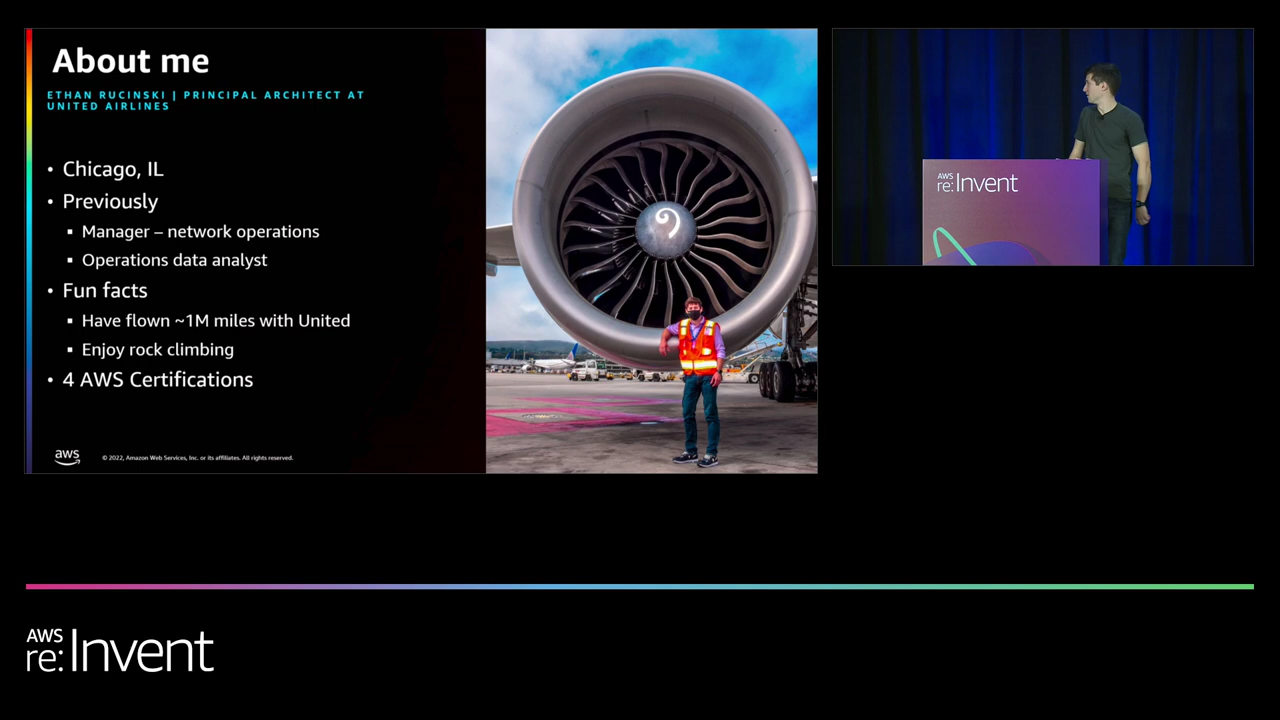 About me
ETHAN RUCINSKI | PRINCIPAL ARCHITECT AT
UNITED AIRLINES
• Chicago, IL
• Previously
▪ Manager – network operations
▪ Operations data analyst
• Fun facts
▪ Have flown ~1M miles with United
▪ Enjoy rock climbing
• 4 AWS Certifications
aws
© 2022, Amazon Web Services, Inc. or its affiliates. All rights reserved.
AWS
re:Invent
AWS
re:Invent